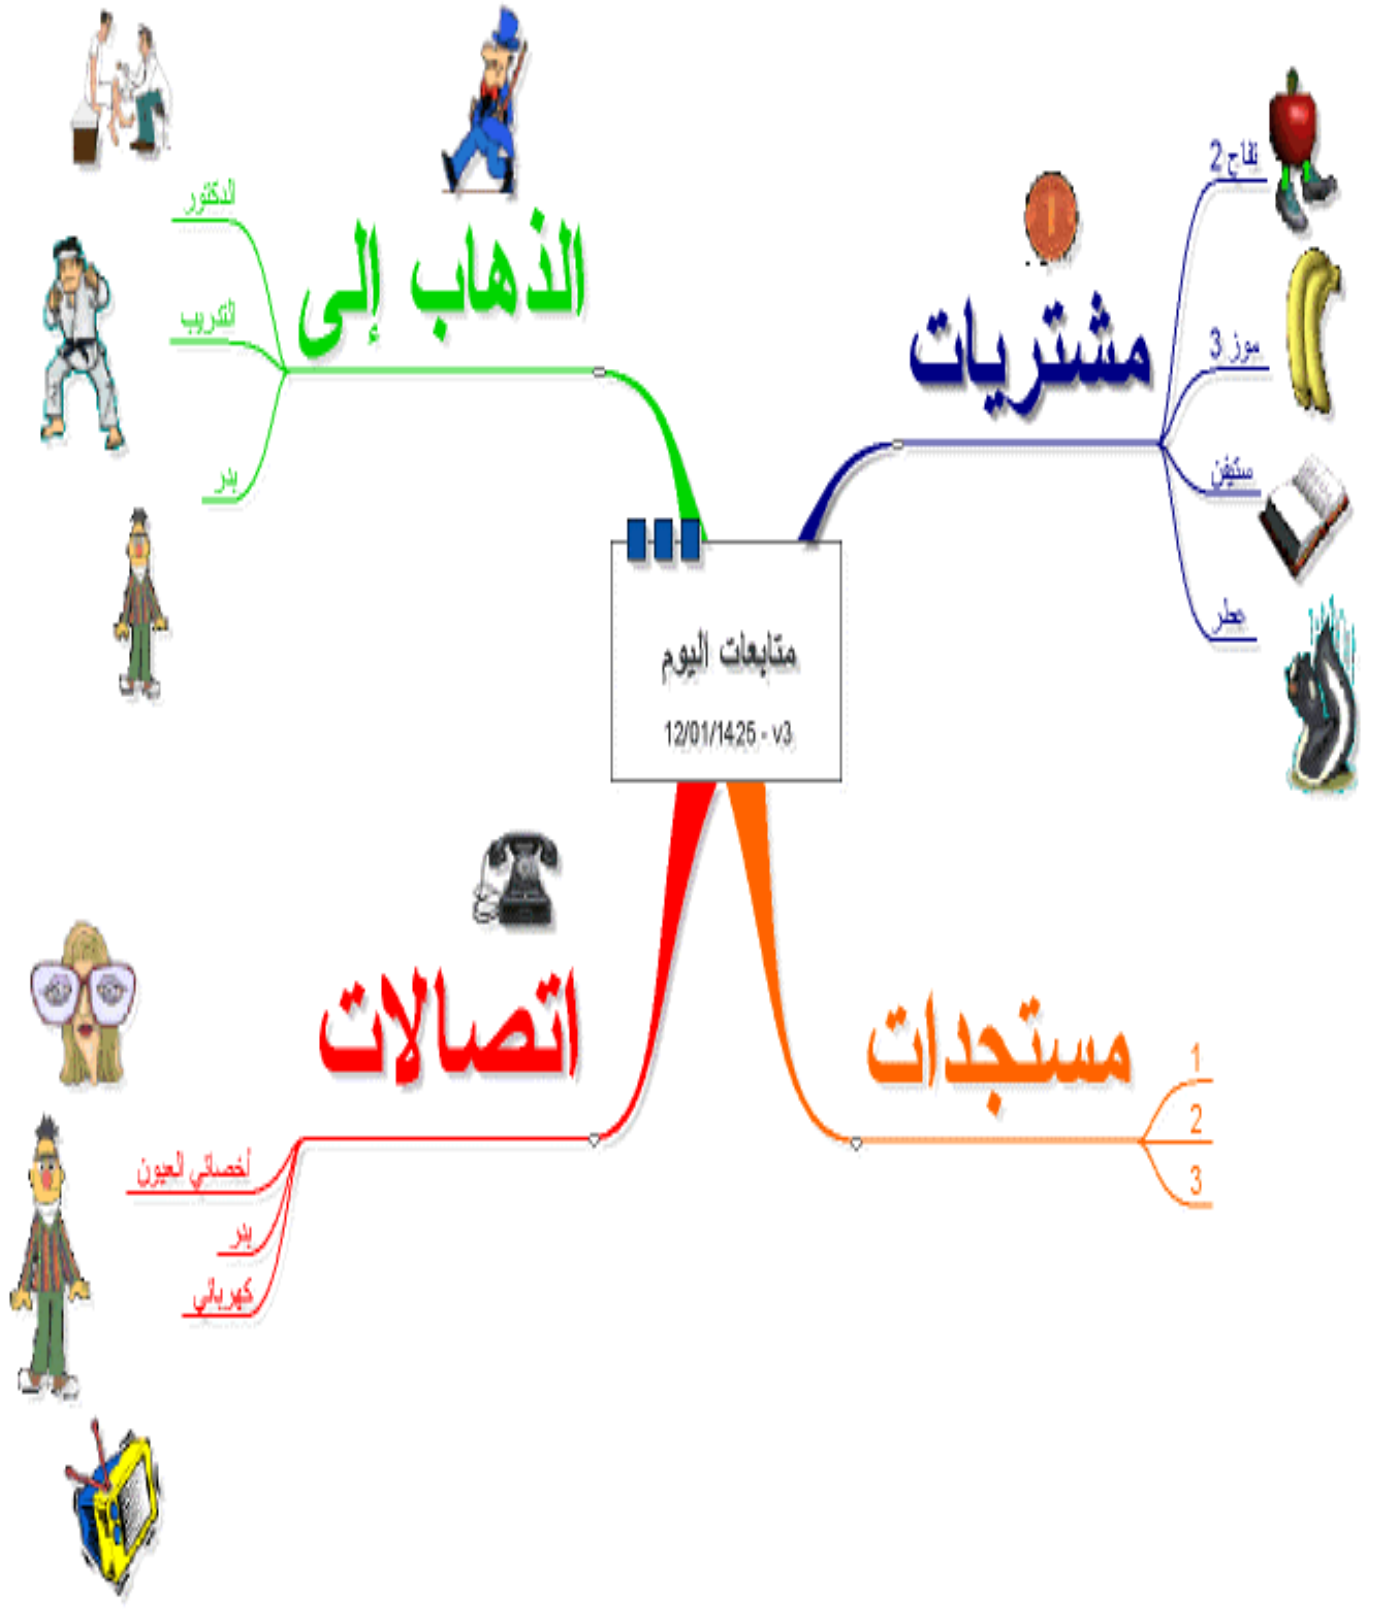 متابعات اليوم
12/01/1425 - v3
مشتريات
تفاح 2
موز 3
ستيفن
عطر
مستجدات
1
2
3
الذهاب إلى
الدكتور
التدريب
بدر
اتصالات
أخصائي العيون
بدر
كهربائي